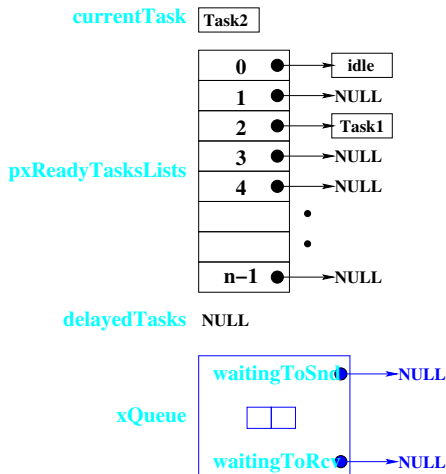 currentTask Task2
0 idle
1 NULL
2 Task1
3 NULL
pxReadyTasksLists
4 NULL
n-1 NULL
delayedTasks NULL
waitingToSnd NULL
xQueue
waitingToRcv NULL